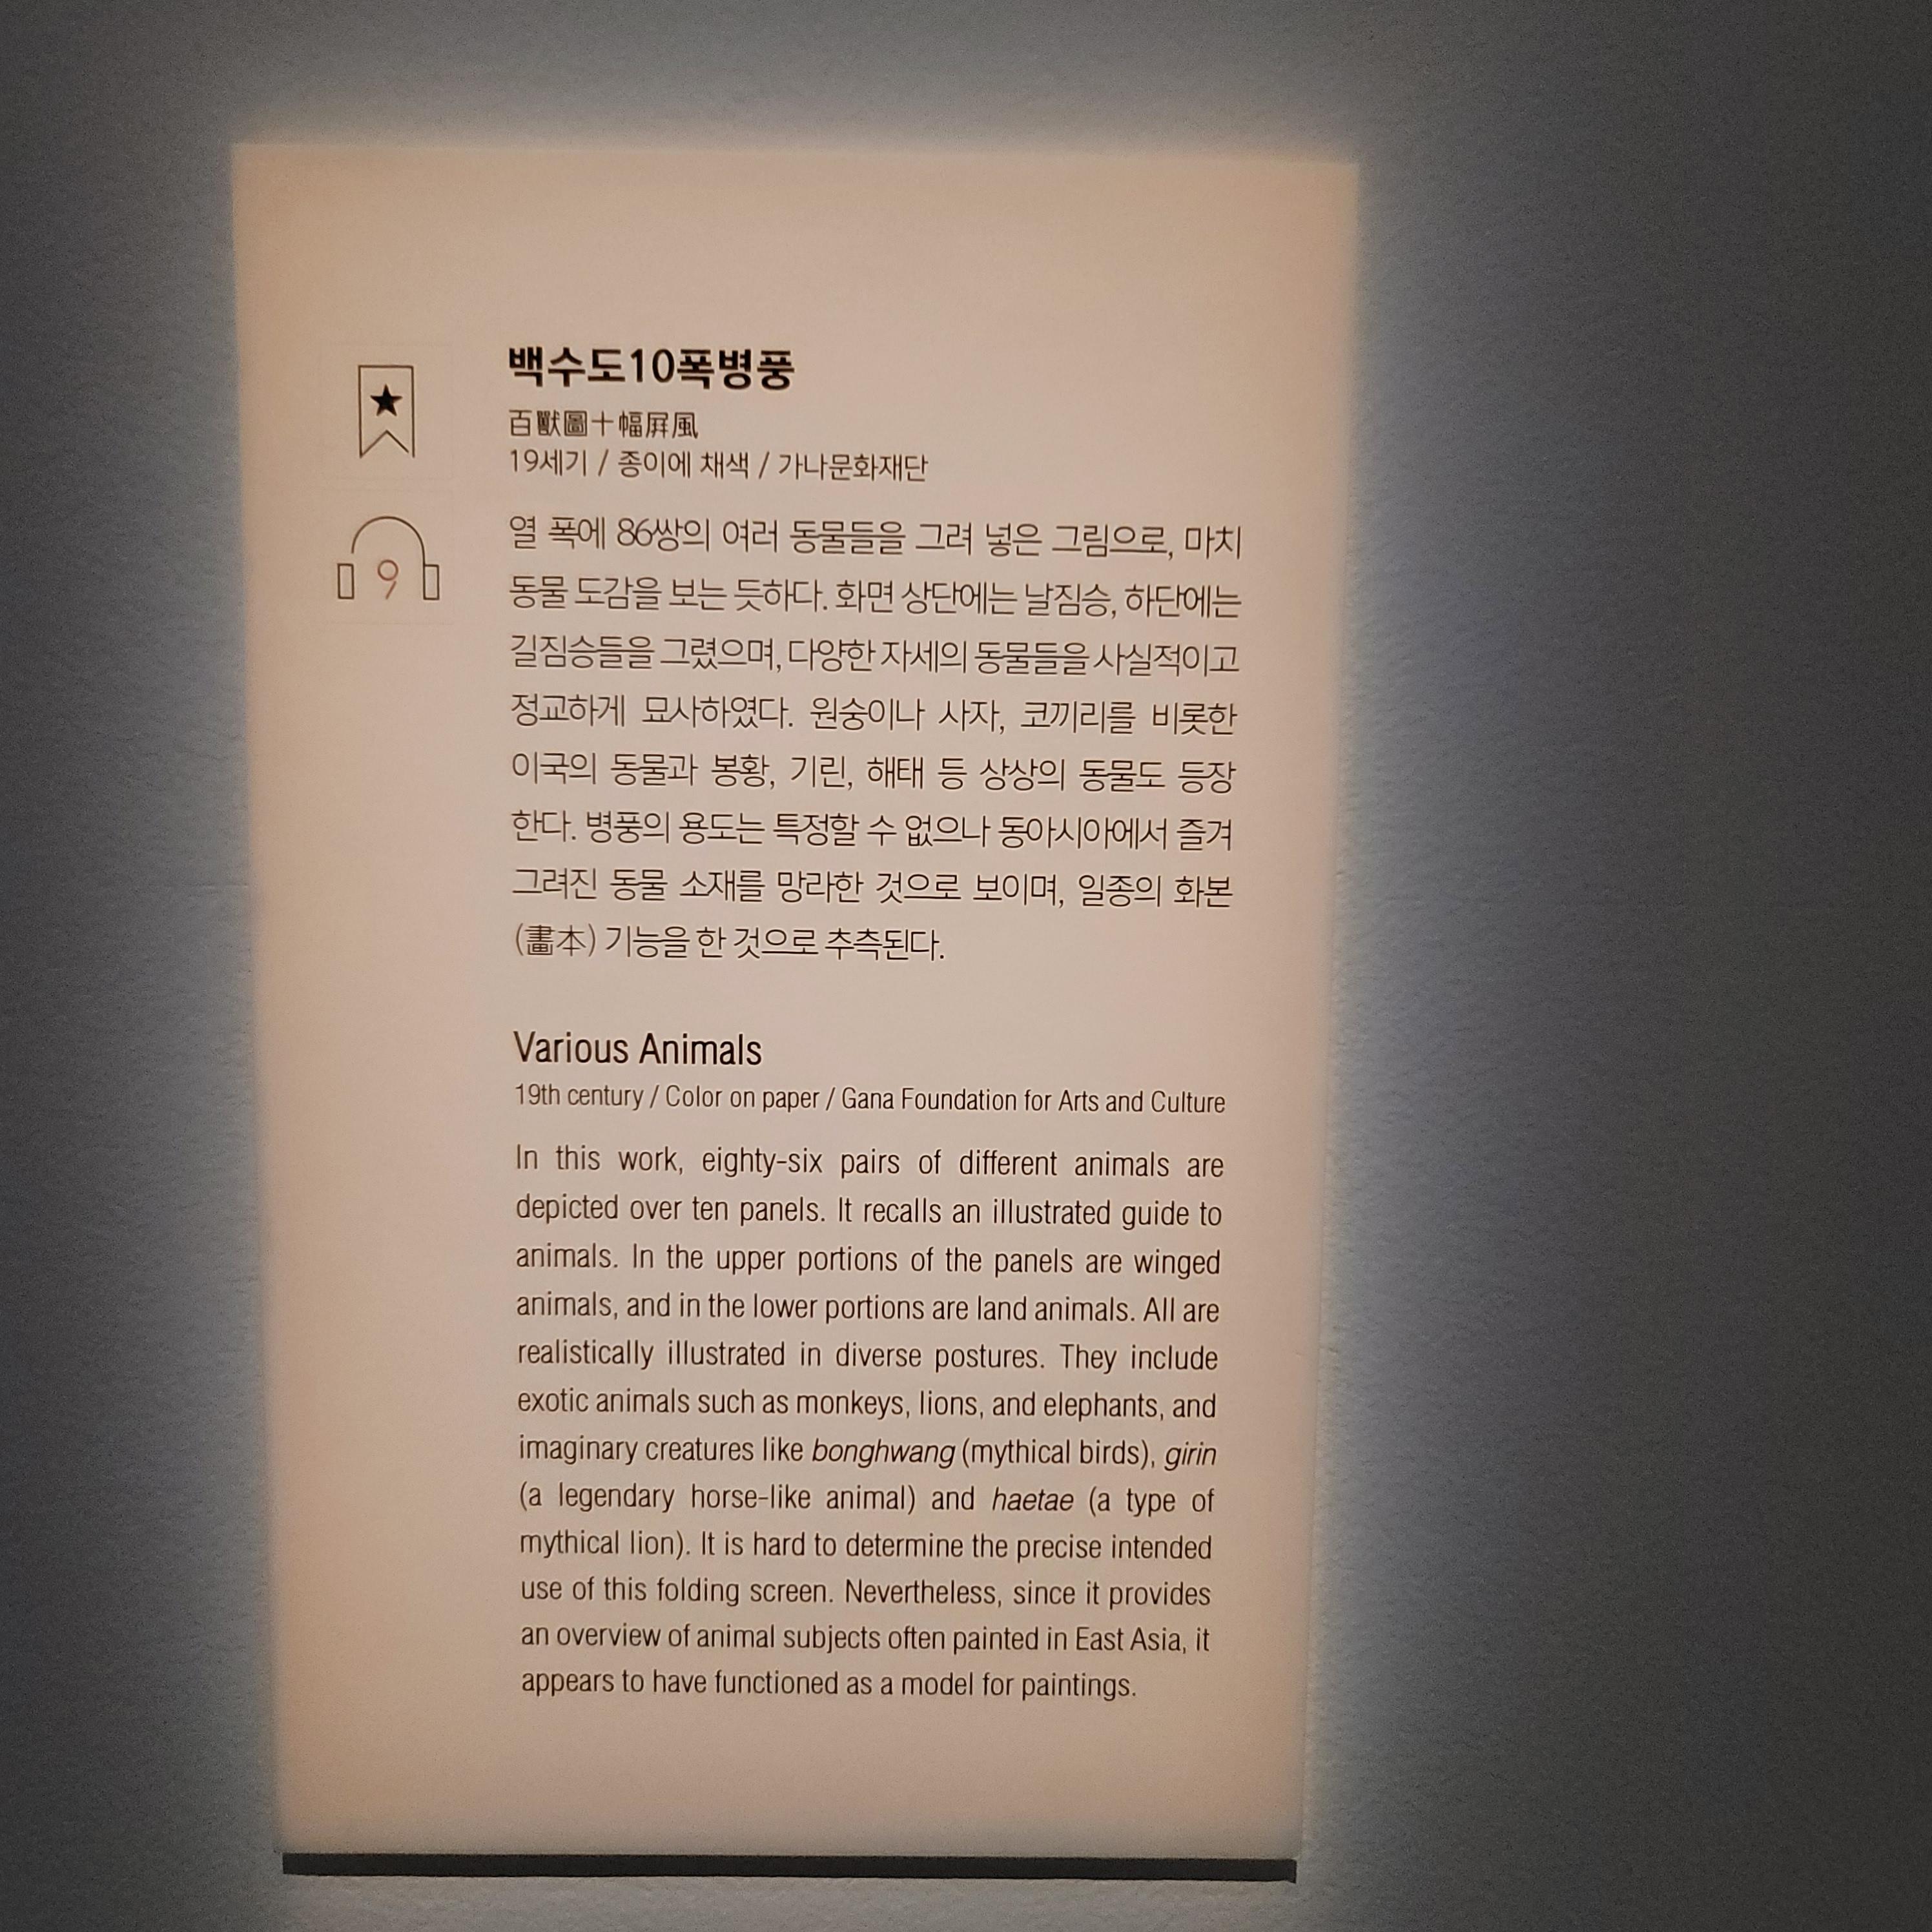 백수도10폭병풍
百獸圖十幅屛風
19세기 / 종이에 채색 / 가나문화재단
9
열 폭에 86쌍의 여러 동물들을 그려 넣은 그림으로, 마치
동물 도감을 보는 듯하다. 화면 상단에는 날짐승, 하단에는
길짐승들을 그렸으며, 다양한 자세의 동물들을 사실적이고
정교하게 묘사하였다. 원숭이나 사자, 코끼리를 비롯한
이국의 동물과 봉황, 기린, 해태 등 상상의 동물도 등장
한다. 병풍의 용도는 특정할 수 없으나 동아시아에서 즐겨
그려진 동물 소재를 망라한 것으로 보이며, 일종의 화본
(畫本) 기능을 한 것으로 추측된다.
Various Animals
19th century / Color on paper / Gana Foundation for Arts and Culture
In this work, eighty-six pairs of different animals are
depicted over ten panels. It recalls an illustrated guide to
animals. In the upper portions of the panels are winged
animals, and in the lower portions are land animals. All are
realistically illustrated in diverse postures. They include
exotic animals such as monkeys, lions, and elephants, and
imaginary creatures like bonghwang (mythical birds), girin
(a legendary horse-like animal) and haetae (a type of
mythical lion). It is hard to determine the precise intended
use of this folding screen. Nevertheless, since it provides
an overview of animal subjects often painted in East Asia, it
appears to have functioned as a model for paintings.